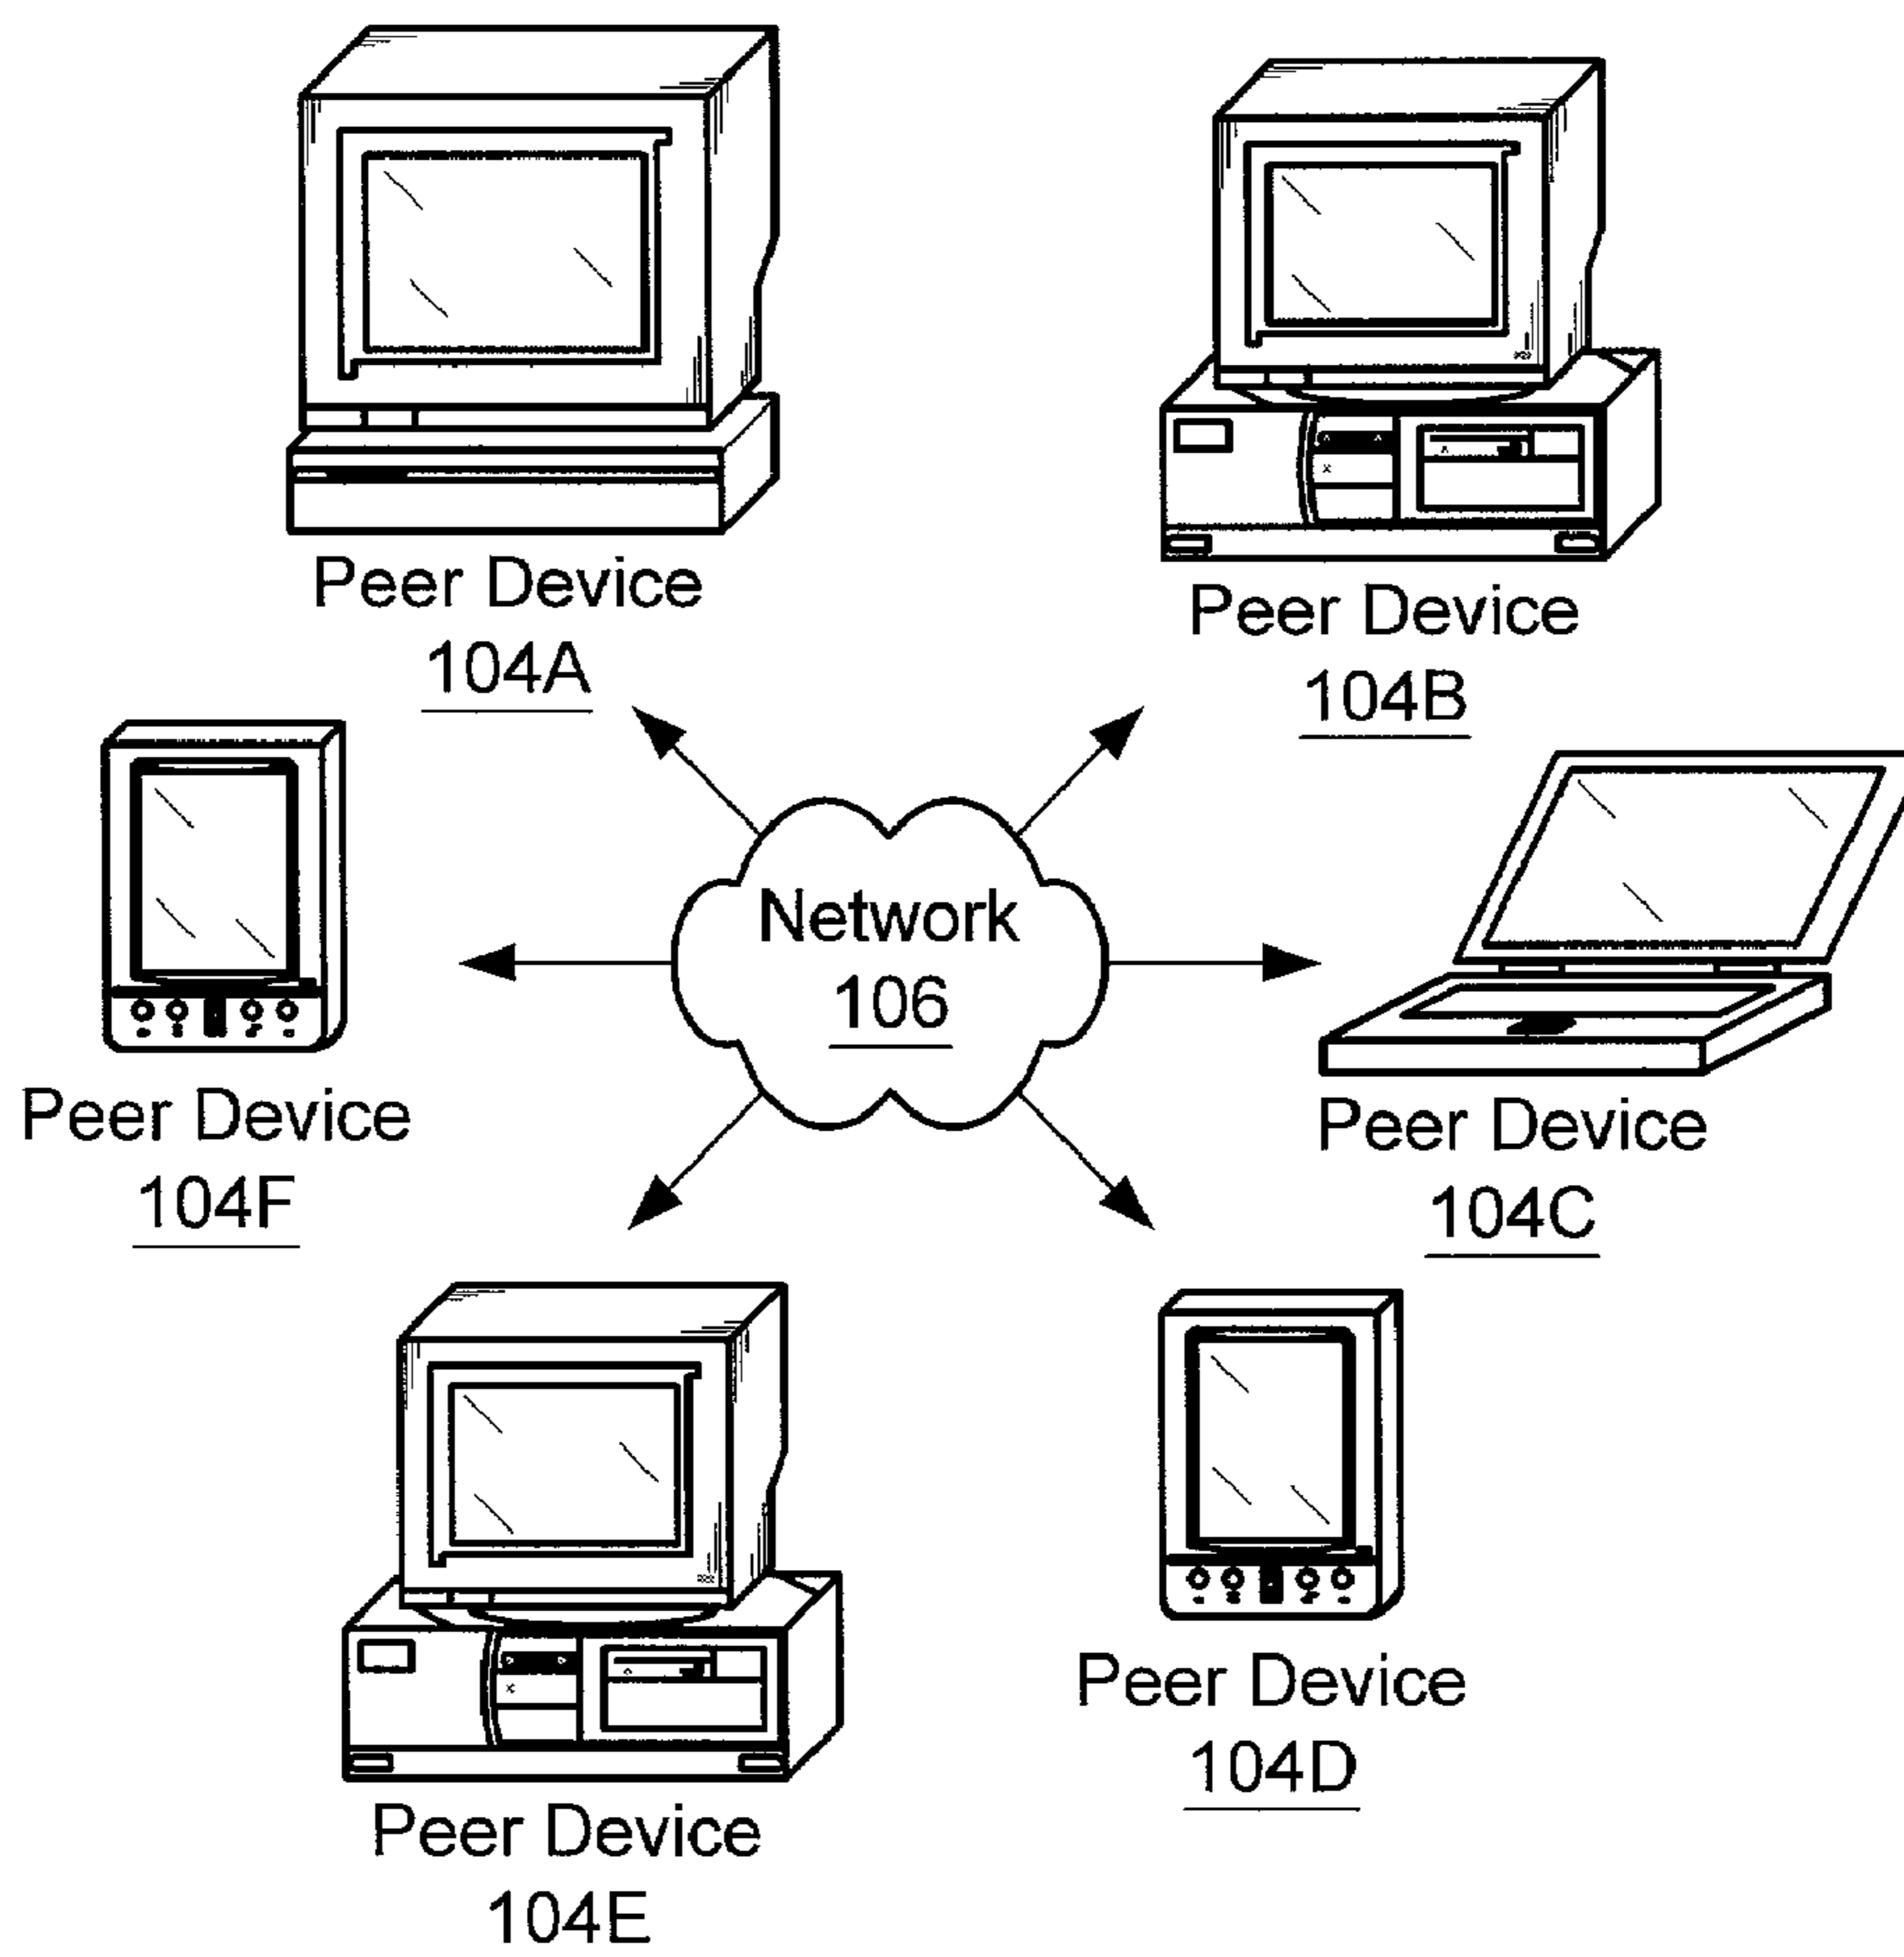 Peer Device
104A
Peer Device
104B
Network
106
Peer Device
104F
Peer Device
104C
Peer Device
104D
Peer Device
104E